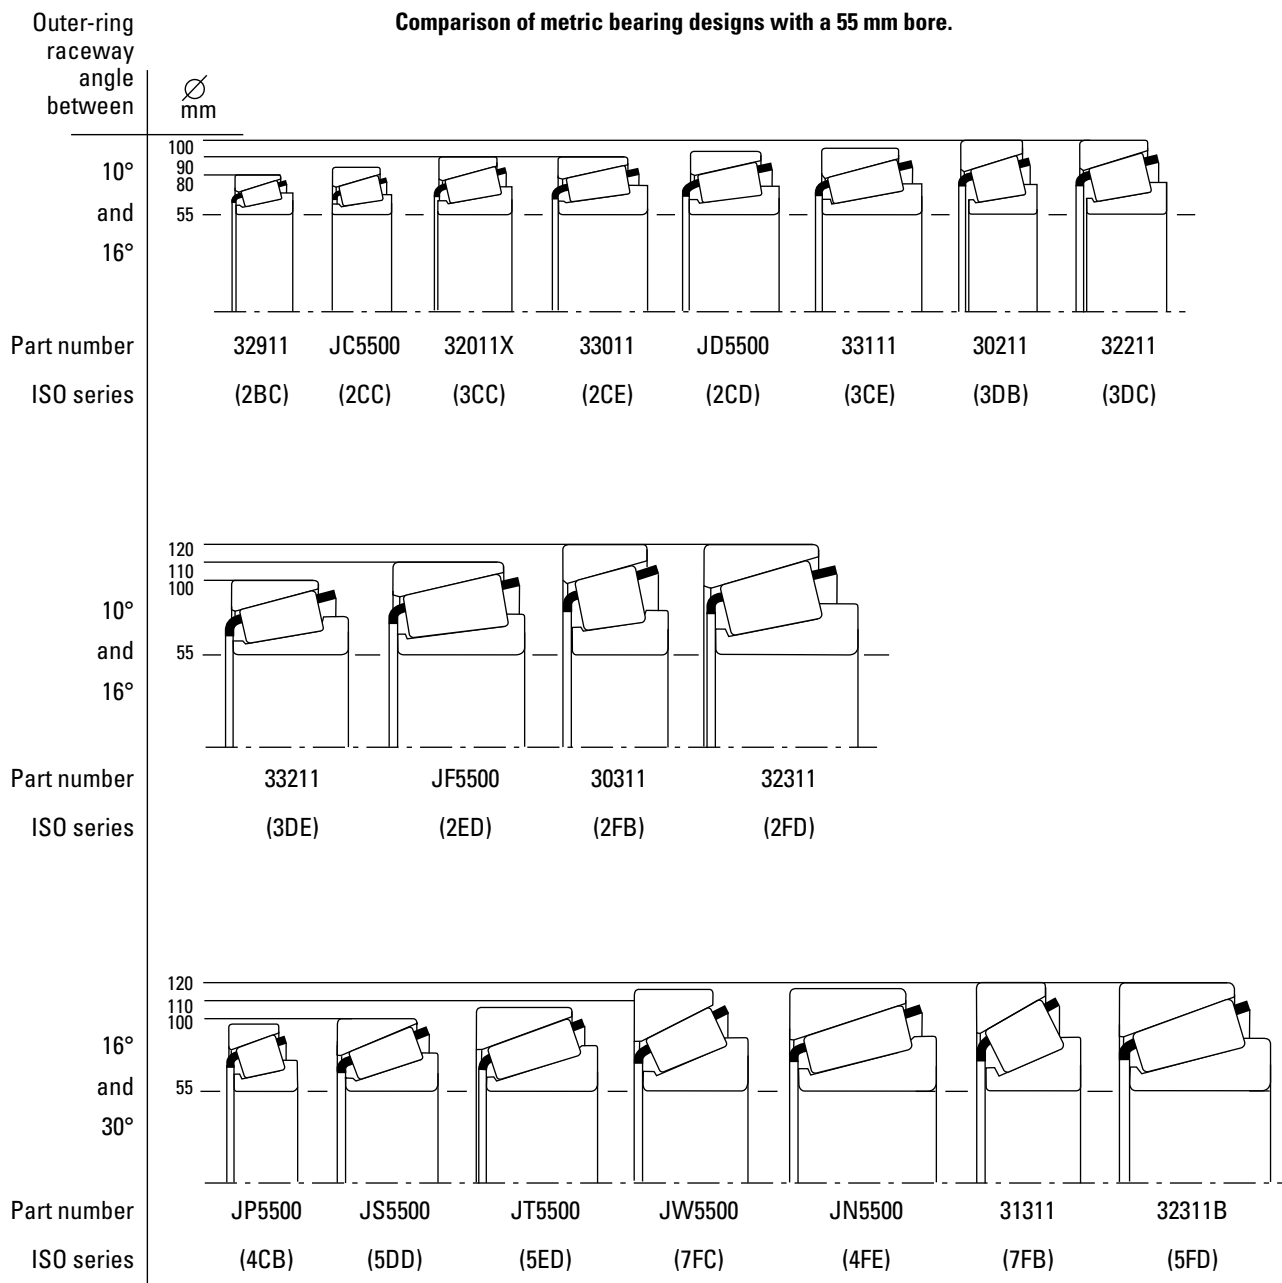 Outer-ring
raceway
angle
between
Comparison of metric bearing designs with a 55 mm bore.
∅
mm
10°
and
16°
100
90
80
55
Part number 32911 JC5500 32011X 33011 JD5500 33111 30211 32211
ISO series (2BC) (2CC) (3CC) (2CE) (2CD) (3CE) (3DB) (3DC)
10°
and
16°
120
110
100
55
Part number 33211 JF5500 30311 32311
ISO series (3DE) (2ED) (2FB) (2FD)
16°
and
30°
120
110
100
55
Part number JP5500 JS5500 JT5500 JW5500 JN5500 31311 32311B
ISO series (4CB) (5DD) (5ED) (7FC) (4FE) (7FB) (5FD)